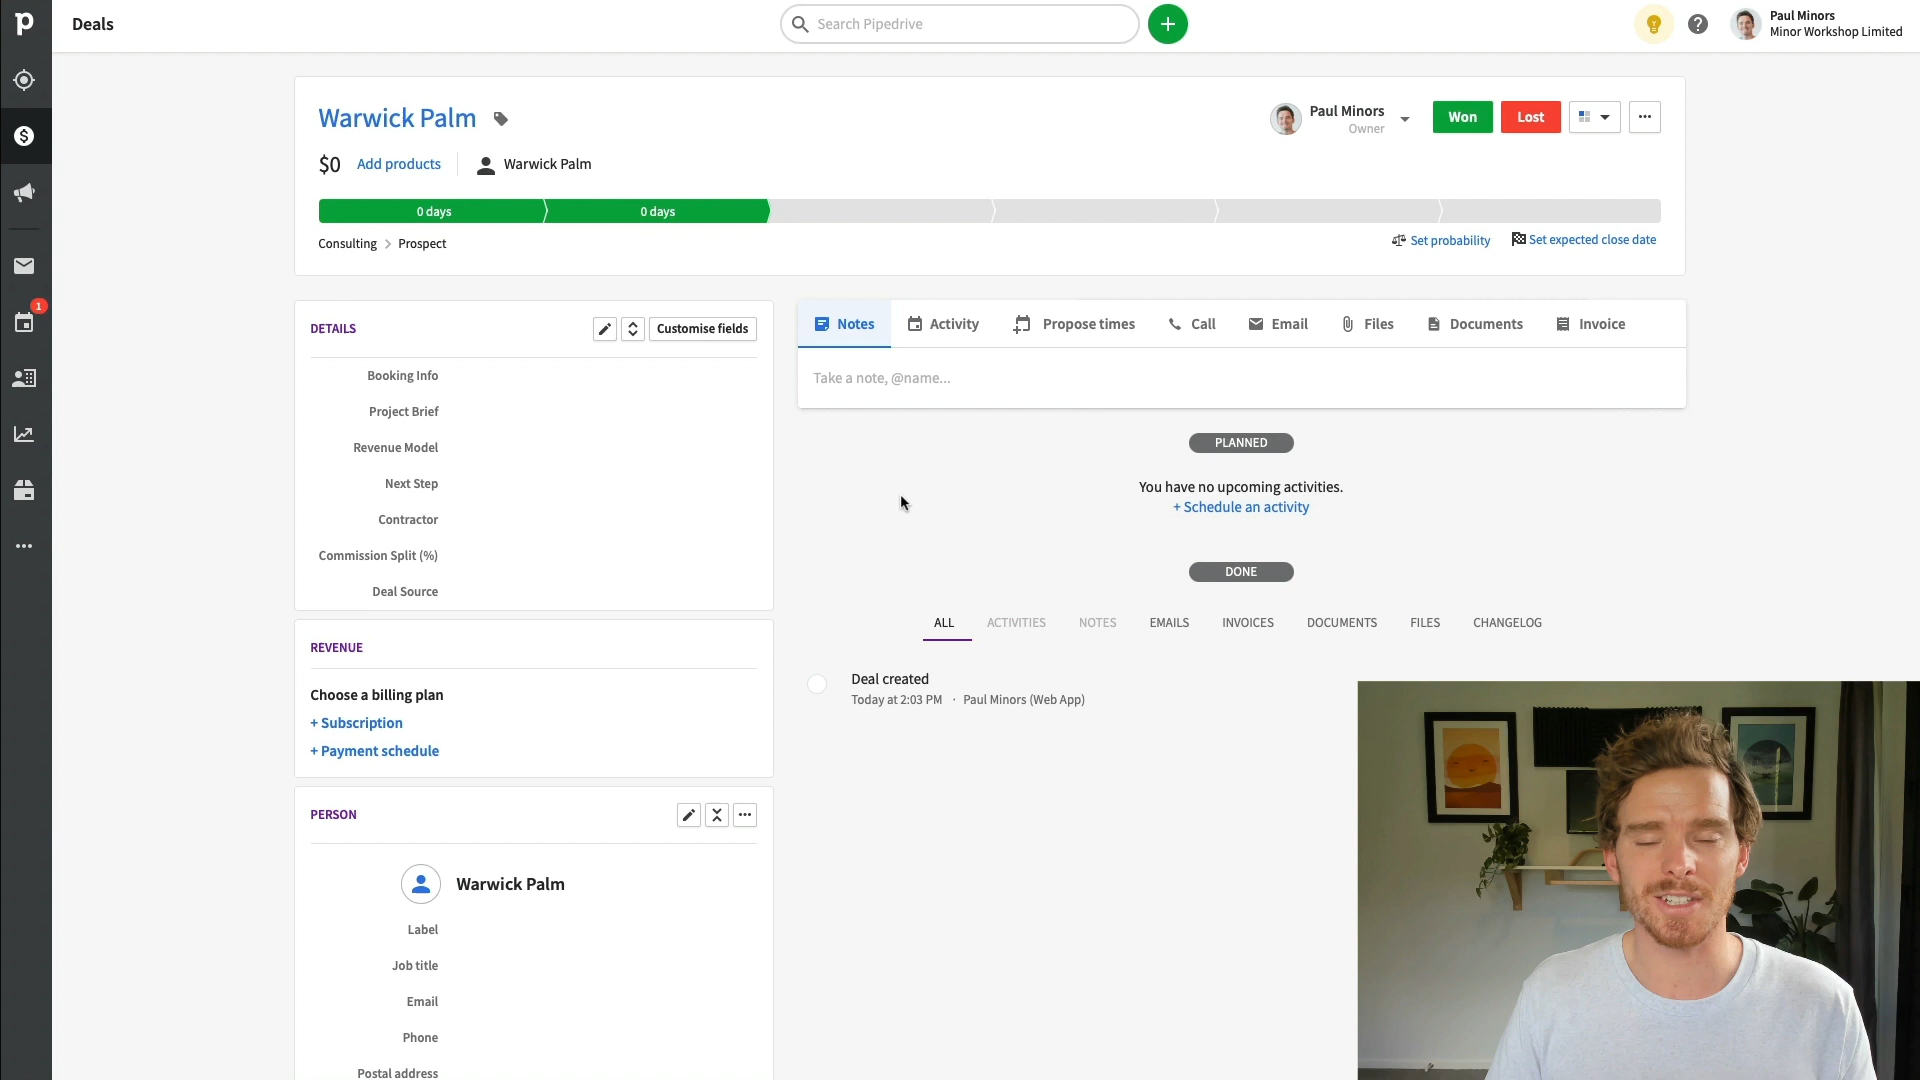 Deals
Search Pipedrive
Paul Minors
Minor Workshop Limited
Warwick Palm
Paul Minors
Owner
Won
Lost
$0
Add products
Warwick Palm
0 days
0 days
Consulting
Prospect
Set probability
Set expected close date
1
DETAILS
Customise fields
Booking Info
Project Brief
Revenue Model
Next Step
Contractor
Commission Split (%)
Deal Source
REVENUE
Choose a billing plan
+ Subscription
+ Payment schedule
PERSON
Warwick Palm
Label
Job title
Email
Phone
Postal address
Notes
Activity
Propose times
Call
Email
Files
Documents
Invoice
Take a note, @name...
PLANNED
You have no upcoming activities.
+ Schedule an activity
DONE
ALL
ACTIVITIES
NOTES
EMAILS
INVOICES
DOCUMENTS
FILES
CHANGELOG
Deal created
Today at 2:03 PM · Paul Minors (Web App)